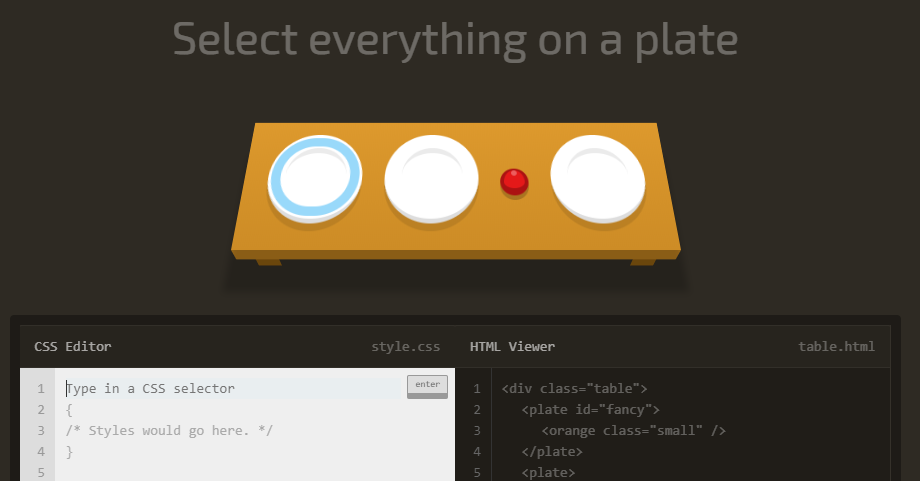 Select everything on a plate
CSS Editor
style.css
HTML Viewer
table.html
1
Type in a CSS selector
enter
2
{
3
/* Styles would go here. */
4
}
5
1
<div class="table">
2
<plate id="fancy">
3
<orange class="small" />
4
</plate>
5
<plate>